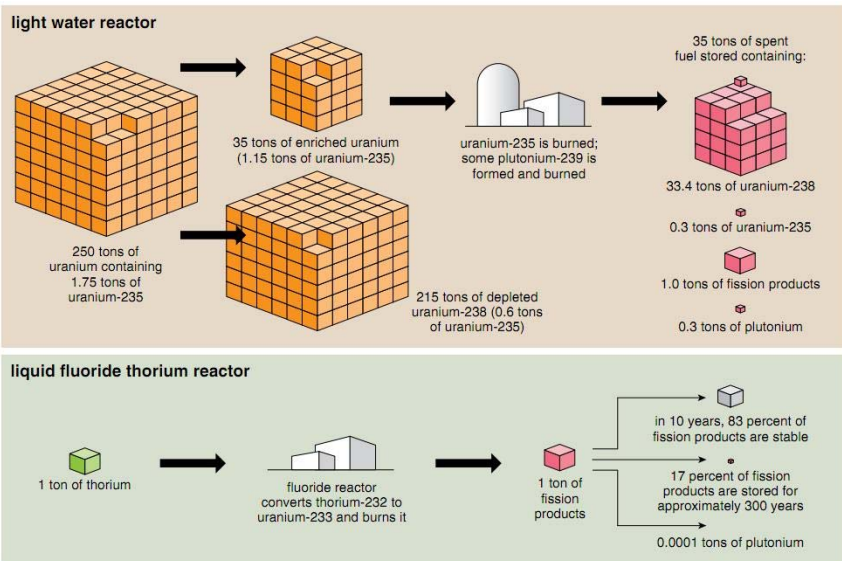 light water reactor
35 tons of enriched uranium
(1.15 tons of uranium-235)
uranium-235 is burned;
some plutonium-239 is
formed and burned
35 tons of spent
fuel stored containing:
33.4 tons of uranium-238
0.3 tons of uranium-235
1.0 tons of fission products
0.3 tons of plutonium
250 tons of
uranium containing
1.75 tons of
uranium-235
215 tons of depleted
uranium-238 (0.6 tons
of uranium-235)
liquid fluoride thorium reactor
1 ton of thorium
fluoride reactor
converts thorium-232 to
uranium-233 and burns it
1 ton of
fission
products
in 10 years, 83 percent of
fission products are stable
17 percent of fission
products are stored for
approximately 300 years
0.0001 tons of plutonium